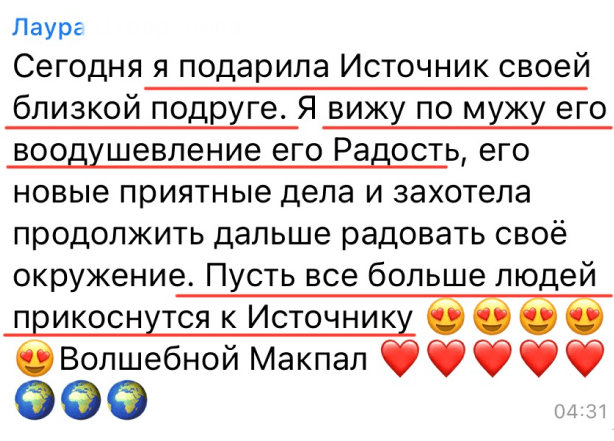 Лаура
Сегодня я подарила Источник своей
близкой подруге. Я вижу по мужу его
воодушевление его Радость, его
новые приятные дела и захотела
продолжить дальше радовать своё
окружение. Пусть все больше людей
прикоснутся к Источнику 😍😍😍😍
😍Волшебной Макпал ❤️❤️❤️❤️❤️
🌍🌍🌍
04:31